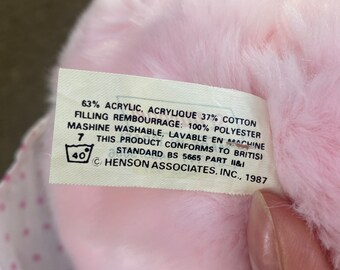 63% ACRYLIC, ACRYLIQUE 37% COTTON
FILLING REMBOURRAGE: 100% POLYESTER
MASHINE WASHABLE, LAVABLE EN MACHINE
7 THIS PRODUCT CONFORMS TO BRITISH
40° STANDARD BS 5665 PART II&I
© HENSON ASSOCIATES, INC., 1987